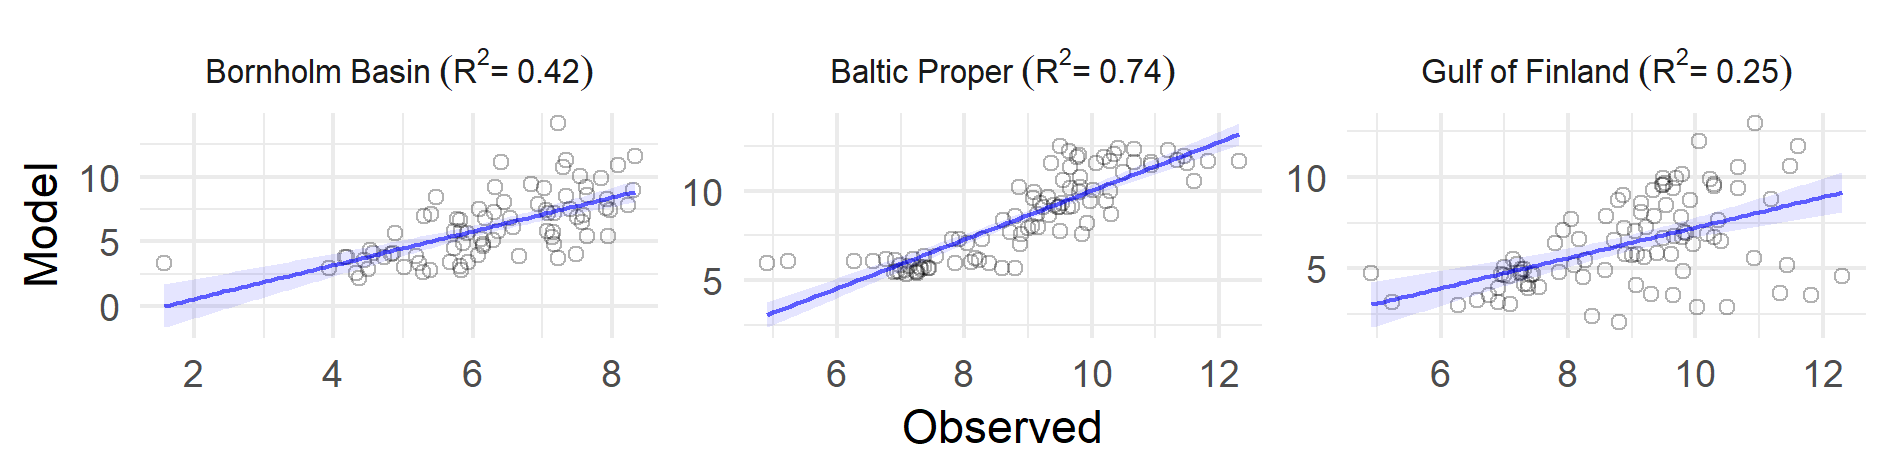 Bornholm Basin (R²= 0.42)
Baltic Proper (R²= 0.74)
Gulf of Finland (R²= 0.25)
Model
10
5
0
2 4 6 8
10
5
6 8 10 12
10
5
6 8 10 12
Observed